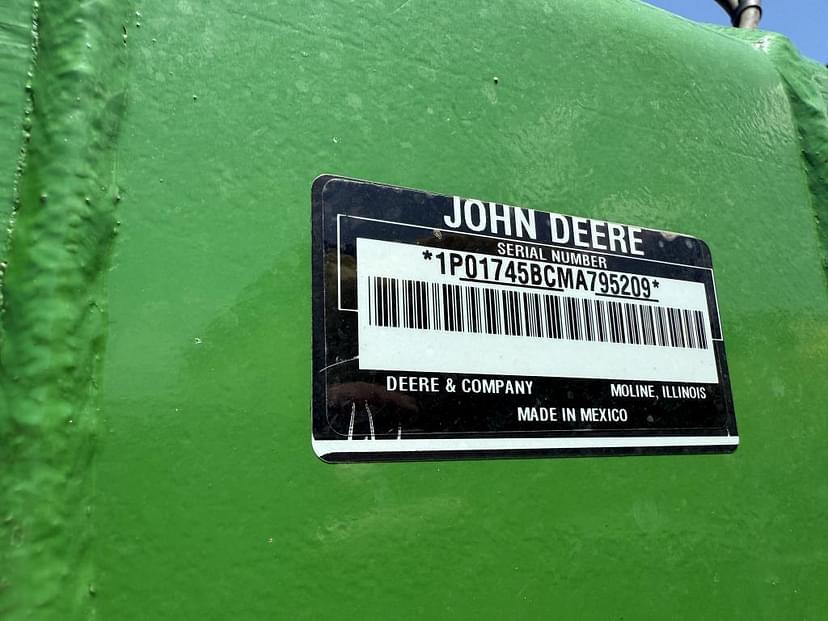 JOHN DEERE
SERIAL NUMBER
*1P01745BCMA795209*
DEERE & COMPANY MOLINE, ILLINOIS
MADE IN MEXICO